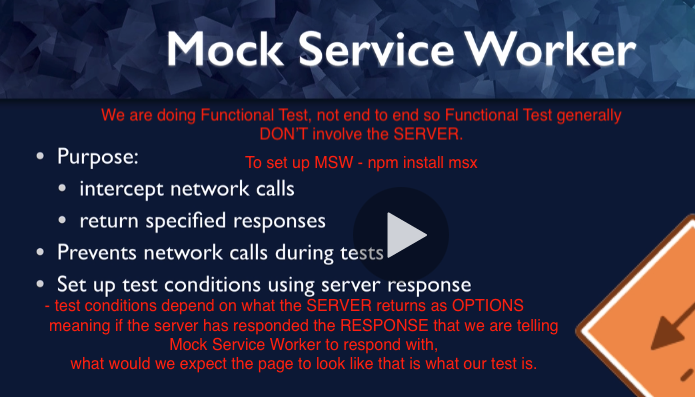 Mock Service Worker
We are doing Functional Test, not end to end so Functional Test generally
DON'T involve the SERVER.
• Purpose:
To set up MSW - npm install msx
• intercept network calls
• return specified responses
• Prevents network calls during tests
• Set up test conditions using server response
- test conditions depend on what the SERVER returns as OPTIONS
meaning if the server has responded the RESPONSE that we are telling
Mock Service Worker to respond with,
what would we expect the page to look like that is what our test is.